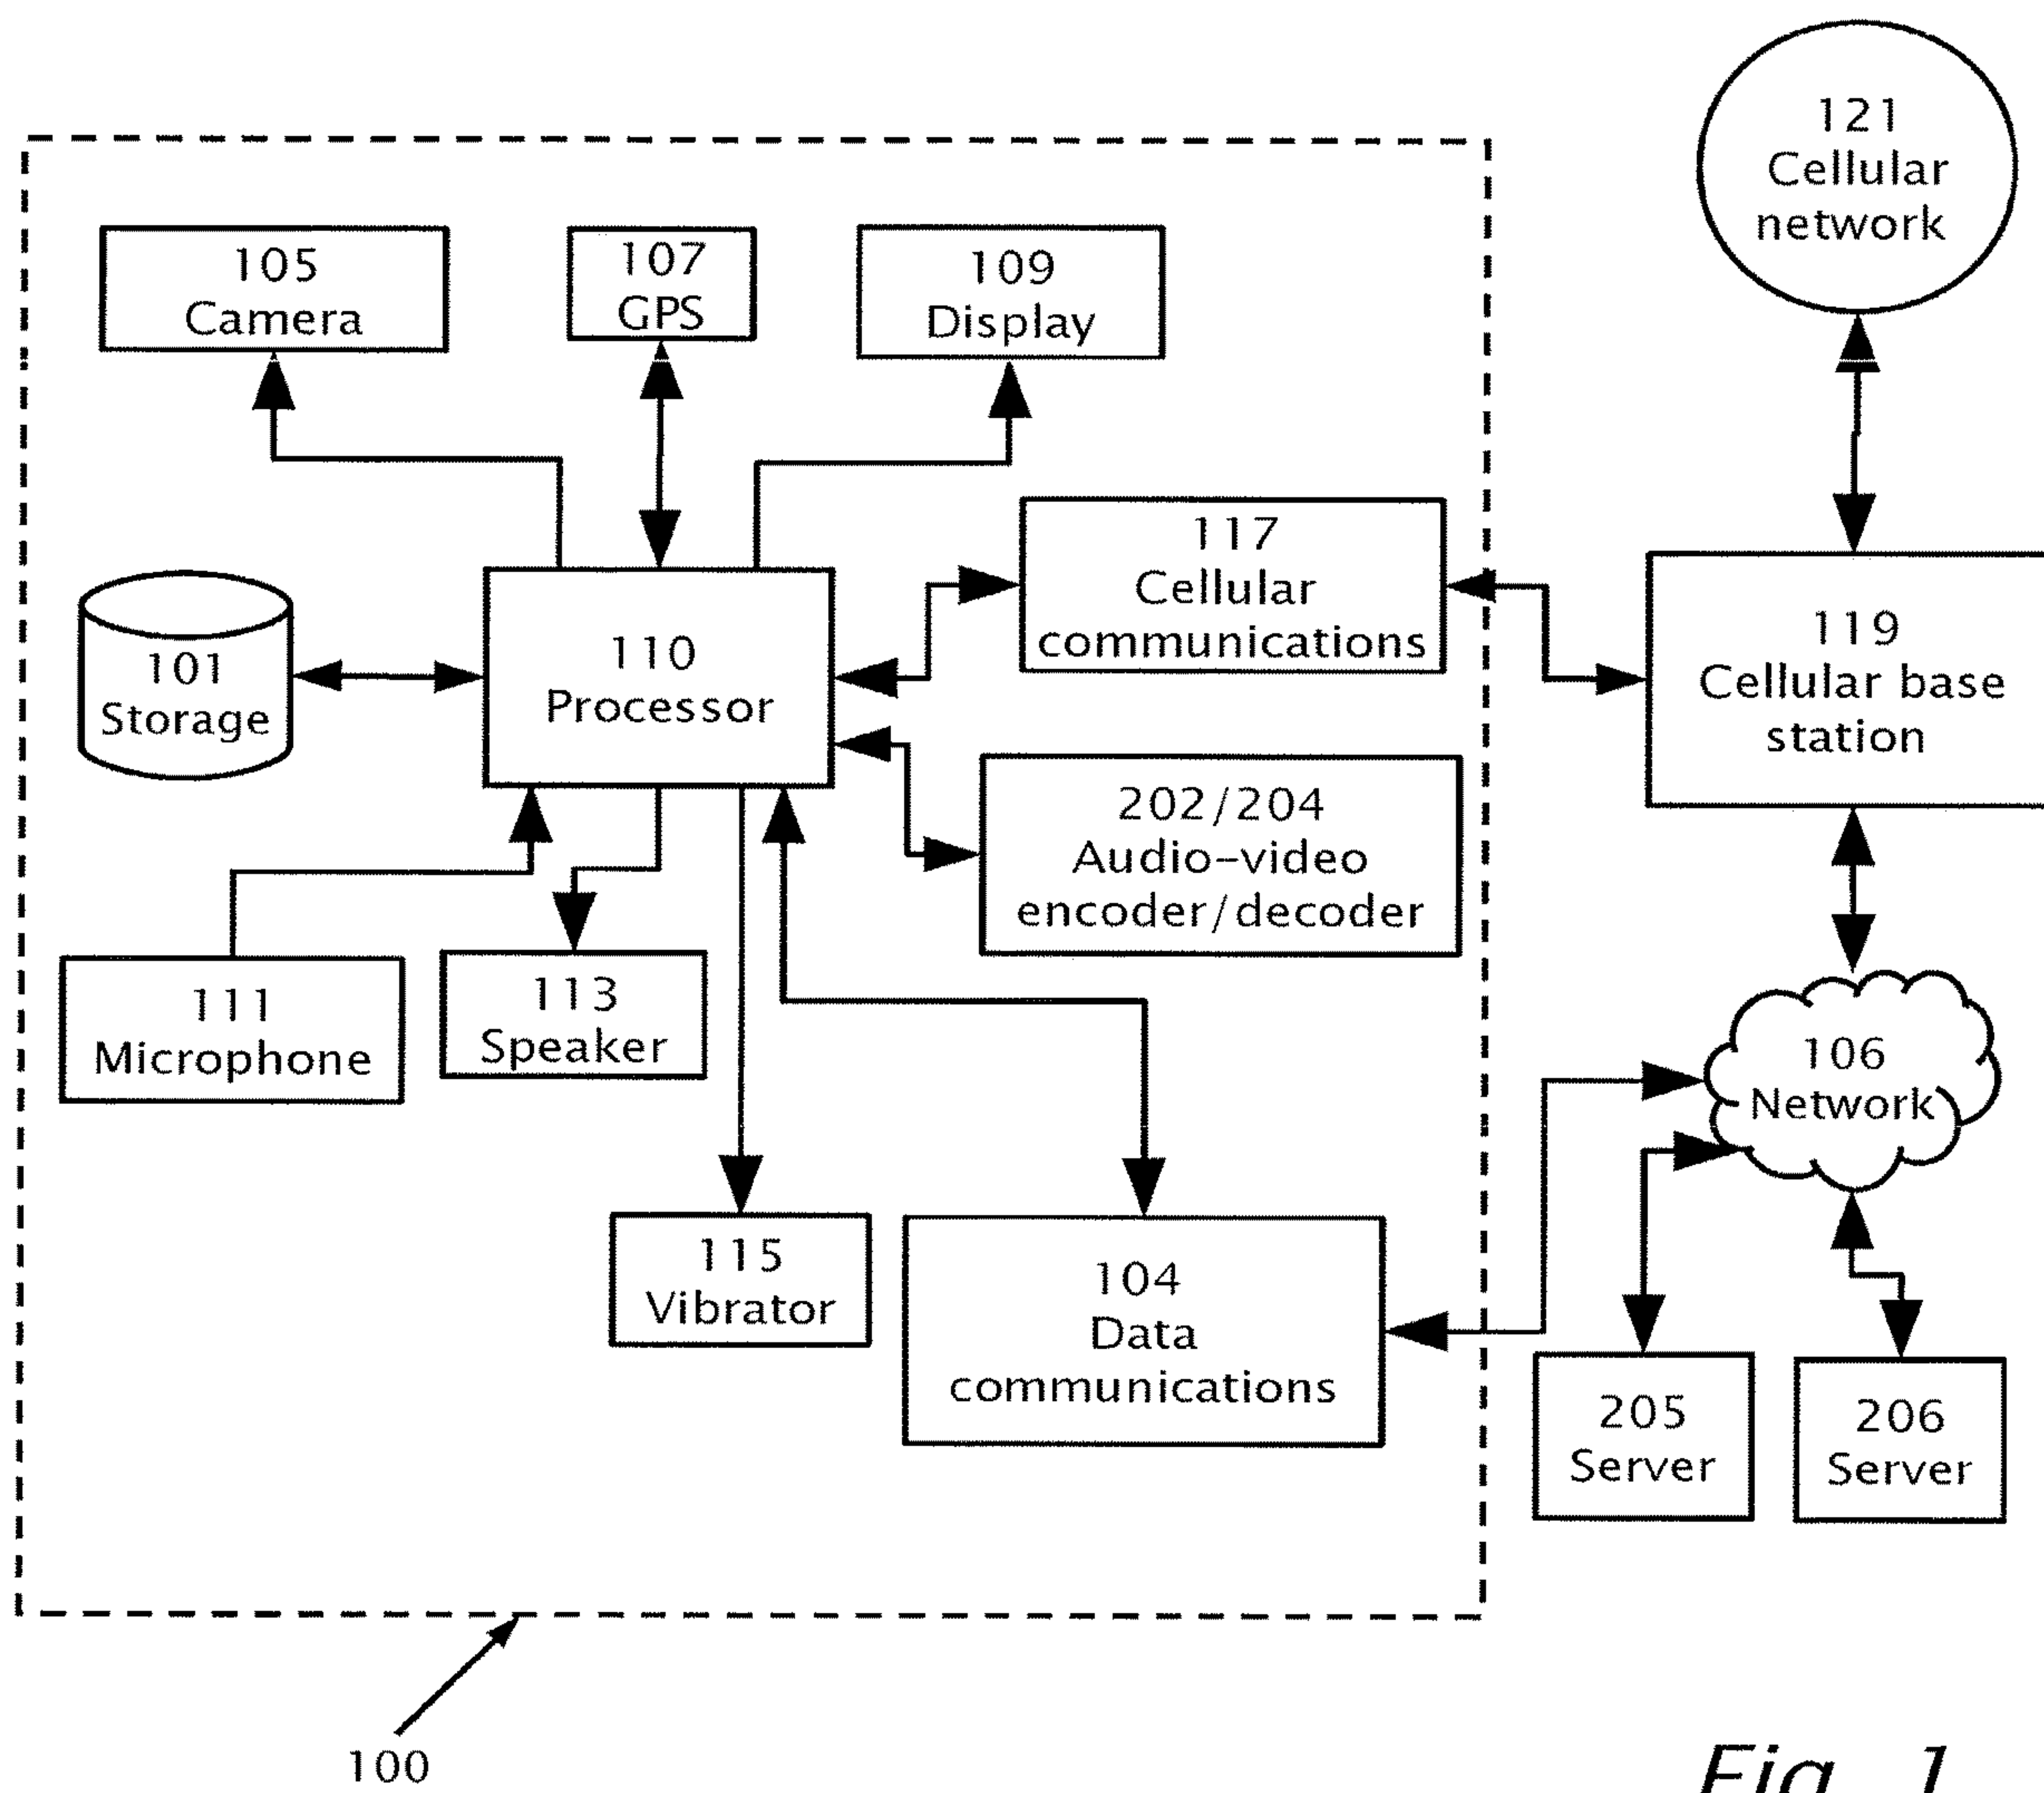 121
Cellular
network
105
Camera
107
GPS
109
Display
117
Cellular
communications
101
Storage
110
Processor
119
Cellular base
station
202/204
Audio-video
encoder/decoder
111
Microphone
113
Speaker
106
Network
115
Vibrator
104
Data
communications
205
Server
206
Server
100
Fig. 1